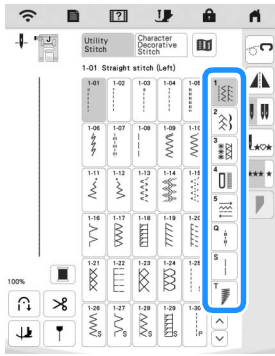 J
Utility
Stitch
Character
Decorative
Stitch
1-01 Straight stitch (Left)
1-01 1-02 1-03 1-04 1-05
1-06 1-07 1-08 1-09 1-10
1-11 1-12 1-13 1-14 1-15
1-16 1-17 1-18 1-19 1-20
1-21 1-22 1-23 1-24 1-25
1-26 1-27 1-28 1-29 1-30
S S S S P
1
2
3
4
5
Q
S
T
100%